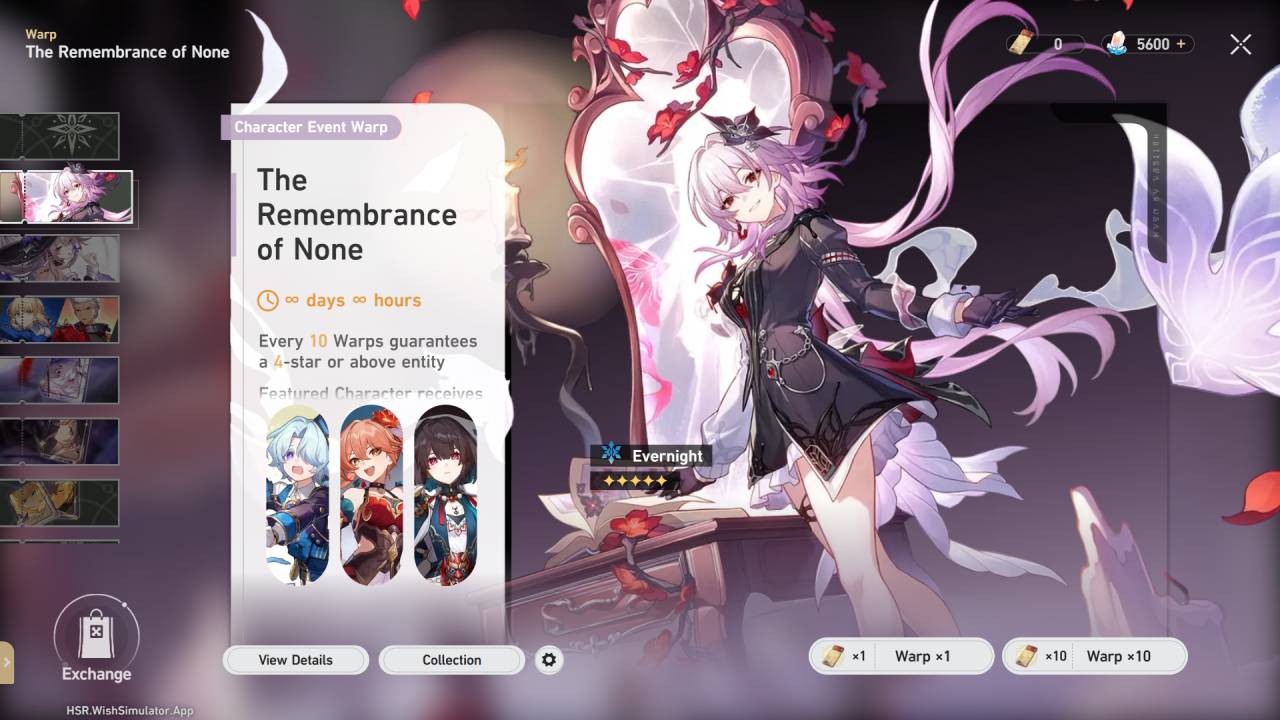 Warp
The Remembrance of None
0
5600 +
Character Event Warp
The
Remembrance
of None
∞ days ∞ hours
Every 10 Warps guarantees
a 4-star or above entity
Featured Character receives
Evernight
View Details
Collection
×1
Warp ×1
×10
Warp ×10
Exchange
HSR.WishSimulator.App